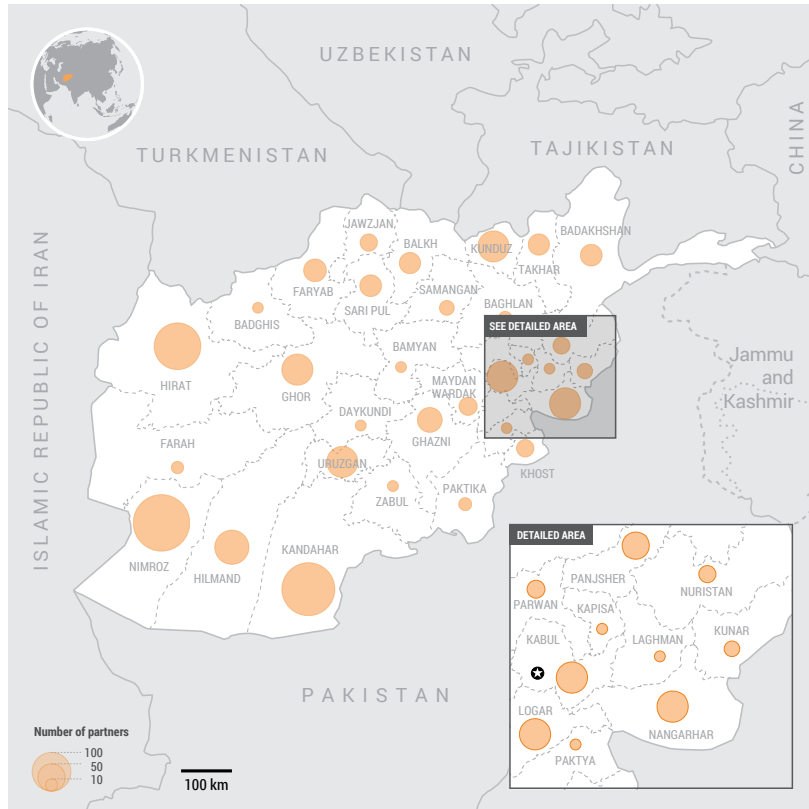 UZBEKISTAN
CHINA
TURKMENISTAN
TAJIKISTAN
ISLAMIC REPUBLIC OF IRAN
JAWZJAN
BALKH
KUNDUZ
TAKHAR
BADAKHSHAN
FARYAB
SARI PUL
SAMANGAN
BAGHLAN
BADGHIS
SEE DETAILED AREA
HIRAT
GHOR
BAMYAN
MAYDAN
WARDAK
Jammu
and
Kashmir
DAYKUNDI
GHAZNI
FARAH
URUZGAN
KHOST
ZABUL
PAKTIKA
NIMROZ
HILMAND
KANDAHAR
DETAILED AREA
PANJSHER
NURISTAN
PARWAN
KAPISA
KABUL
LAGHMAN
KUNAR
LOGAR
NANGARHAR
PAKTYA
PAKISTAN
Number of partners
100
50
10
100 km